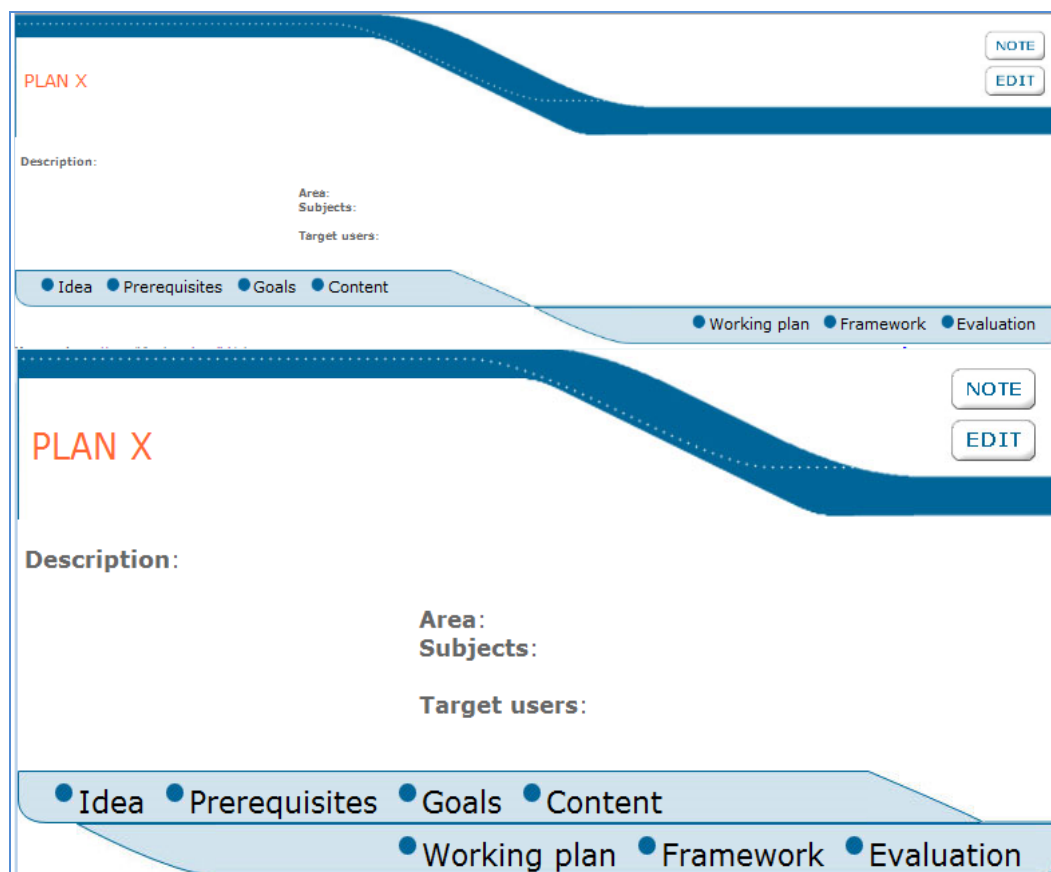 NOTE
PLAN X
EDIT
Description:
Area:
Subjects:
Target users:
Idea Prerequisites Goals Content
Working plan Framework Evaluation
NOTE
PLAN X
EDIT
Description:
Area:
Subjects:
Target users:
Idea Prerequisites Goals Content
Working plan Framework Evaluation